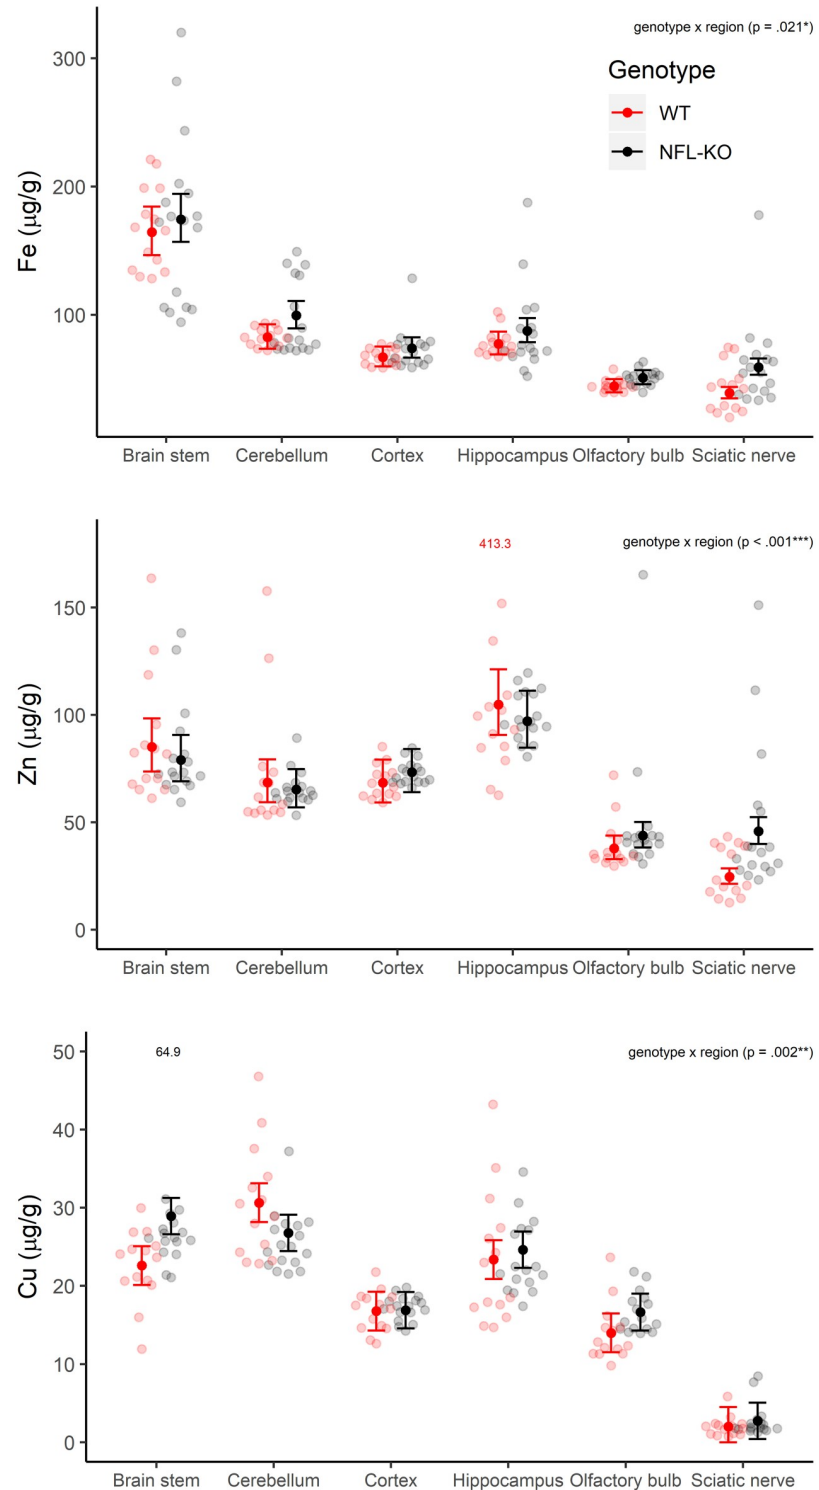 genotype x region (p = .021*)
Genotype
WT
NFL-KO
300
200
100
Fe (µg/g)
Brain stem Cerebellum Cortex Hippocampus Olfactory bulb Sciatic nerve
413.3 genotype x region (p < .001***)
150
100
50
0
Zn (µg/g)
Brain stem Cerebellum Cortex Hippocampus Olfactory bulb Sciatic nerve
64.9 genotype x region (p = .002**)
50
40
30
20
10
0
Cu (µg/g)
Brain stem Cerebellum Cortex Hippocampus Olfactory bulb Sciatic nerve